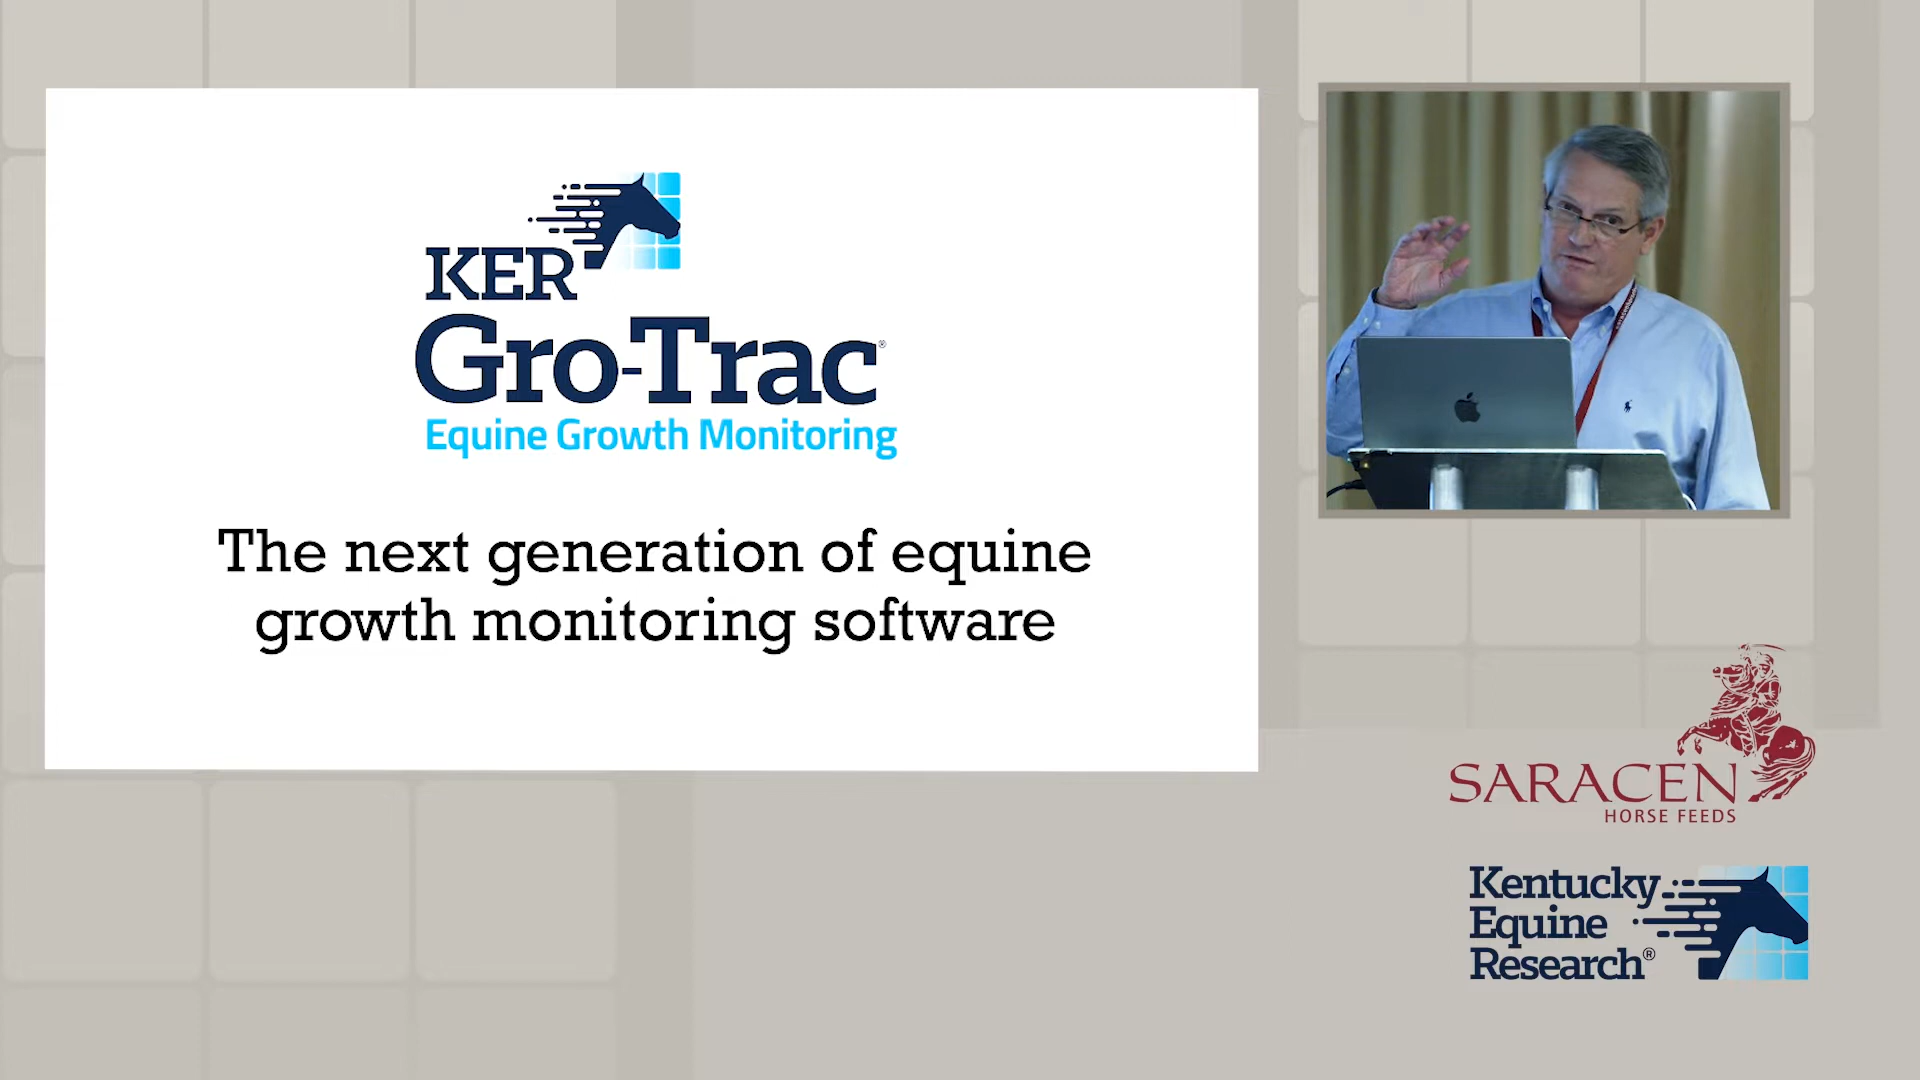 KER
Gro-Trac®
Equine Growth Monitoring
The next generation of equine
growth monitoring software
SARACEN
HORSE FEEDS
Kentucky
Equine
Research®